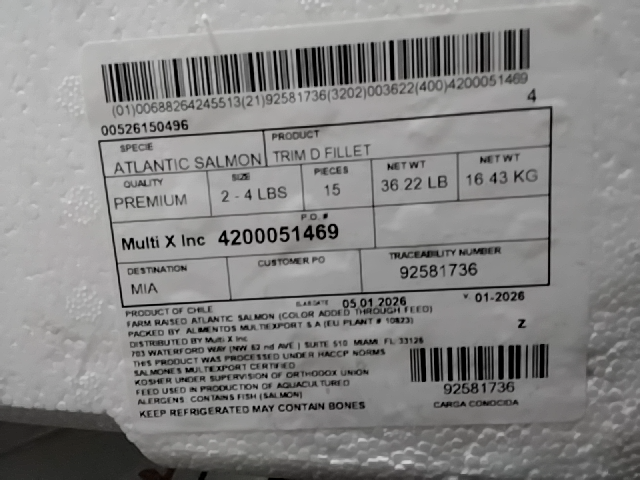 (01)00688264245513(21)92581736(3202)003622(400)4200051469
00526150496
4
SPECIE
ATLANTIC SALMON
PRODUCT
TRIM D FILLET
QUALITY
PREMIUM
SIZE
2 - 4 LBS
PIECES
15
NET WT
36.22 LB
NET WT
16.43 KG
P.O. #
Multi X Inc 4200051469
DESTINATION
MIA
CUSTOMER PO
TRACEABILITY NUMBER
92581736
PRODUCT OF CHILE
05.01.2026
V. 01-2026
FARM RAISED ATLANTIC SALMON (COLOR ADDED THROUGH FEED)
PACKED BY ALIMENTOS MULTIEXPORT S A (EU PLANT # 10823)
Z
DISTRIBUTED BY Multi X Inc
703 WATERFORD WAY (NW 62 nd AVE ) SUITE 510 MIAMI, FL 33126
THIS PRODUCT WAS PROCESSED UNDER HACCP NORMS
SALMONES MULTIEXPORT CERTIFIED
KOSHER UNDER SUPERVISION OF ORTHODOX UNION
FEED USED IN PRODUCTION OF AQUACULTURED
ALERGENS CONTAINS FISH (SALMON)
KEEP REFRIGERATED MAY CONTAIN BONES
92581736
CARGA CONOCIDA